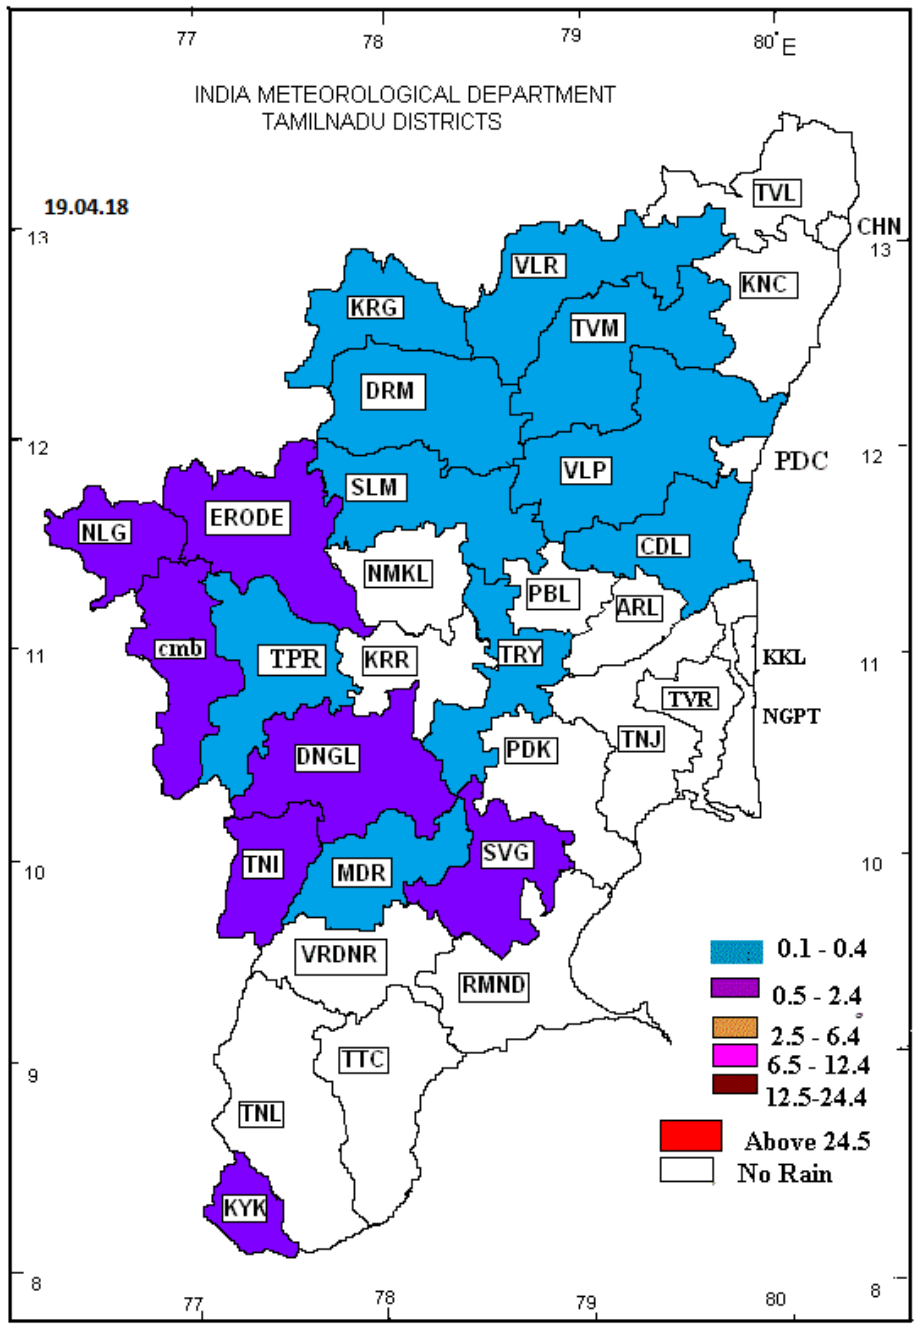 77 78 79 80° E
INDIA METEOROLOGICAL DEPARTMENT
TAMILNADU DISTRICTS
TVL
19.04.18
CHN
13 13
VLR
KNC
KRG
TVM
DRM
12 12
PDC
VLP
SLM
ERODE
NLG
CDL
NMKL
PBL
ARL
cmb
11 11
TPR
KRR
TRY
KKL
TVR
NGPT
TNJ
PDK
DNGL
SVG
10 10
TNI
MDR
VRDNR
RMND
0.1 - 0.4
0.5 - 2.4
2.5 - 6.4
6.5 - 12.4
12.5-24.4
Above 24.5
No Rain
9 9
TTC
TNL
KYK
8 8
77 78 79 80